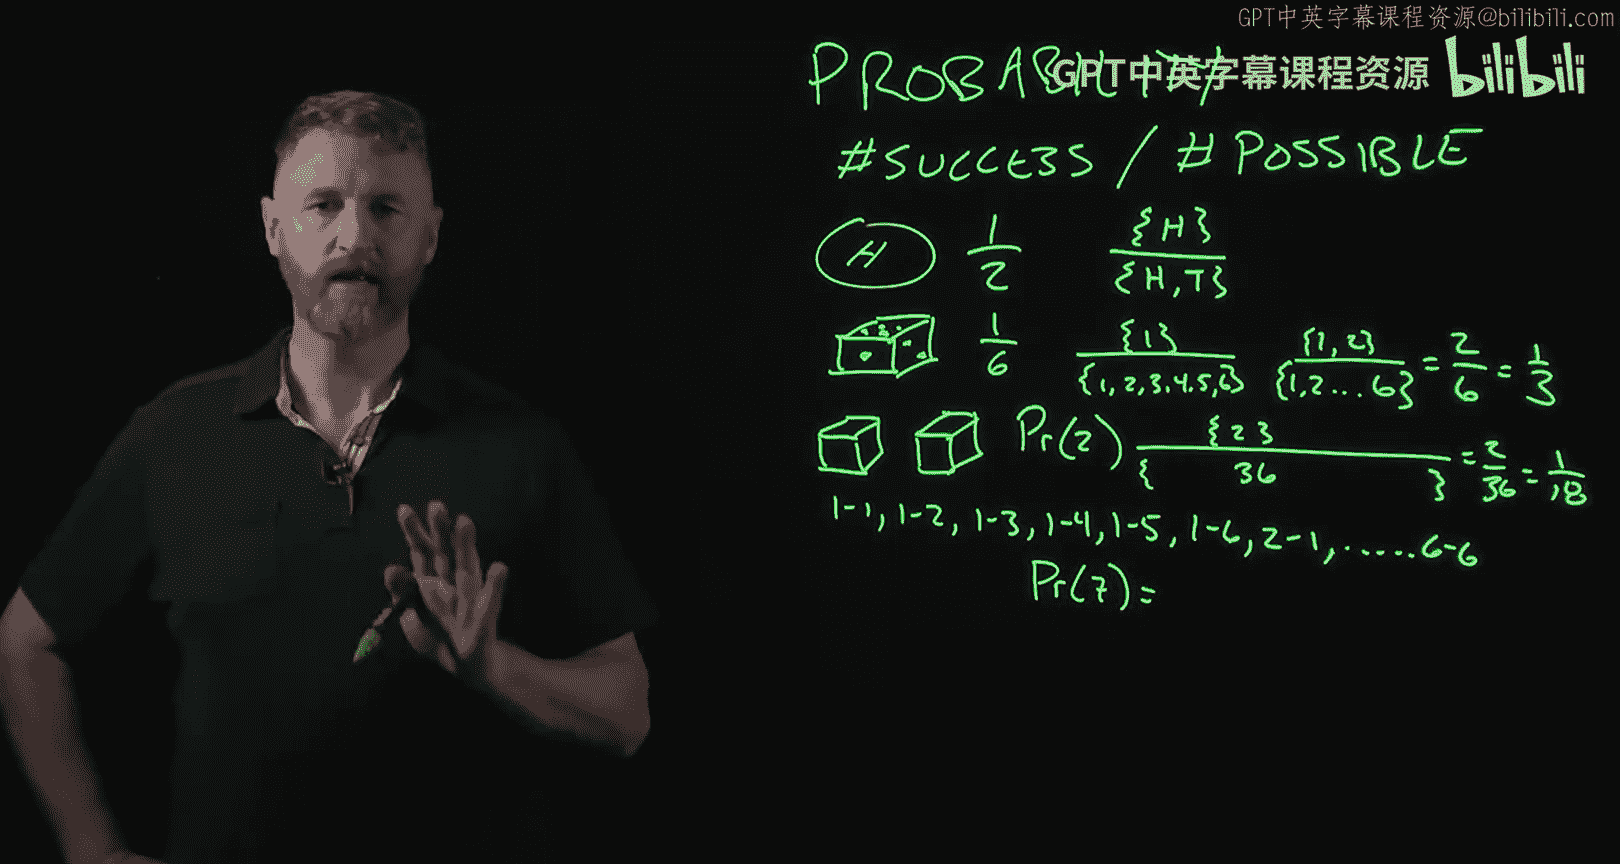 GPT中英字幕课程资源@bilibili.com
PROBABILITY
GPT中英字幕课程资源 bilibili
#SUCCESS / # POSSIBLE
H 1/2 {H}/{H,T}
1/6 {1}/{1,2,3,4,5,6} {1,2}/{1,2...6} = 2/6 = 1/3
Pr(2) {2}/{36} = 2/36 = 1/18
1-1, 1-2, 1-3, 1-4, 1-5, 1-6, 2-1, ......6-6
Pr(7) =